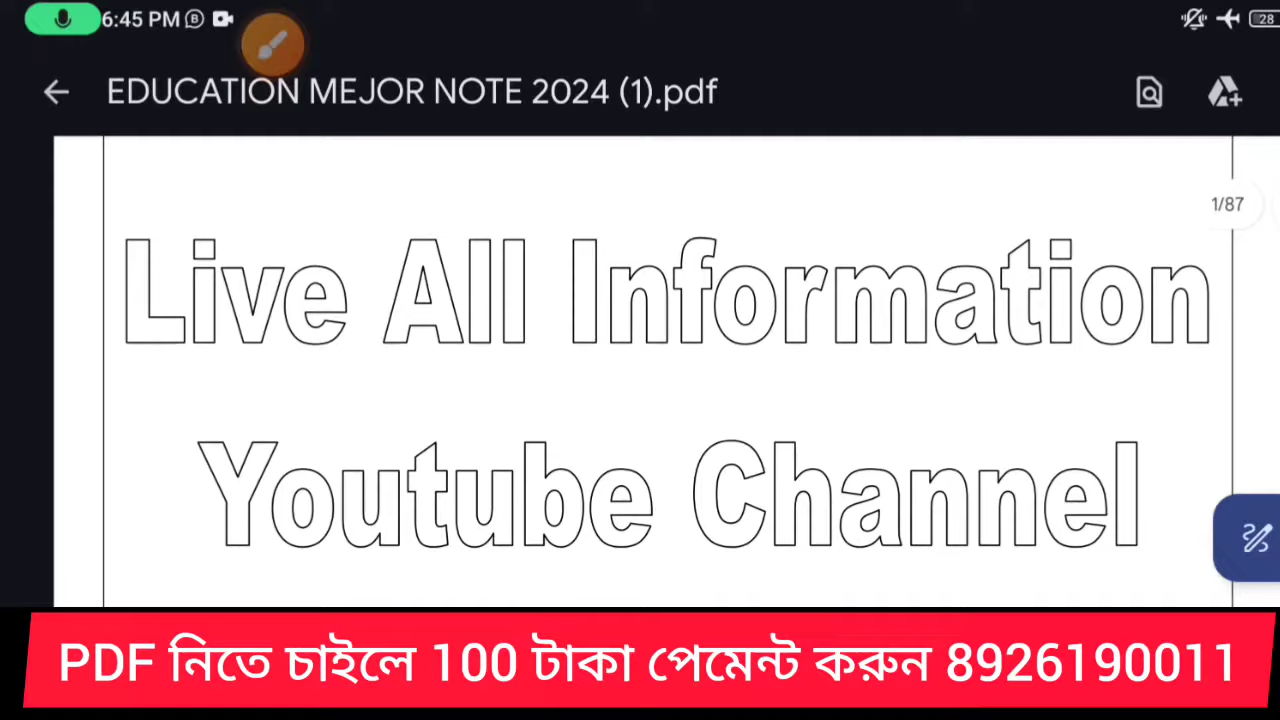 6:45 PM
28
EDUCATION MEJOR NOTE 2024 (1).pdf
1/87
Live All Information
Youtube Channel
PDF নিতে চাইলে 100 টাকা পেমেন্ট করুন 8926190011